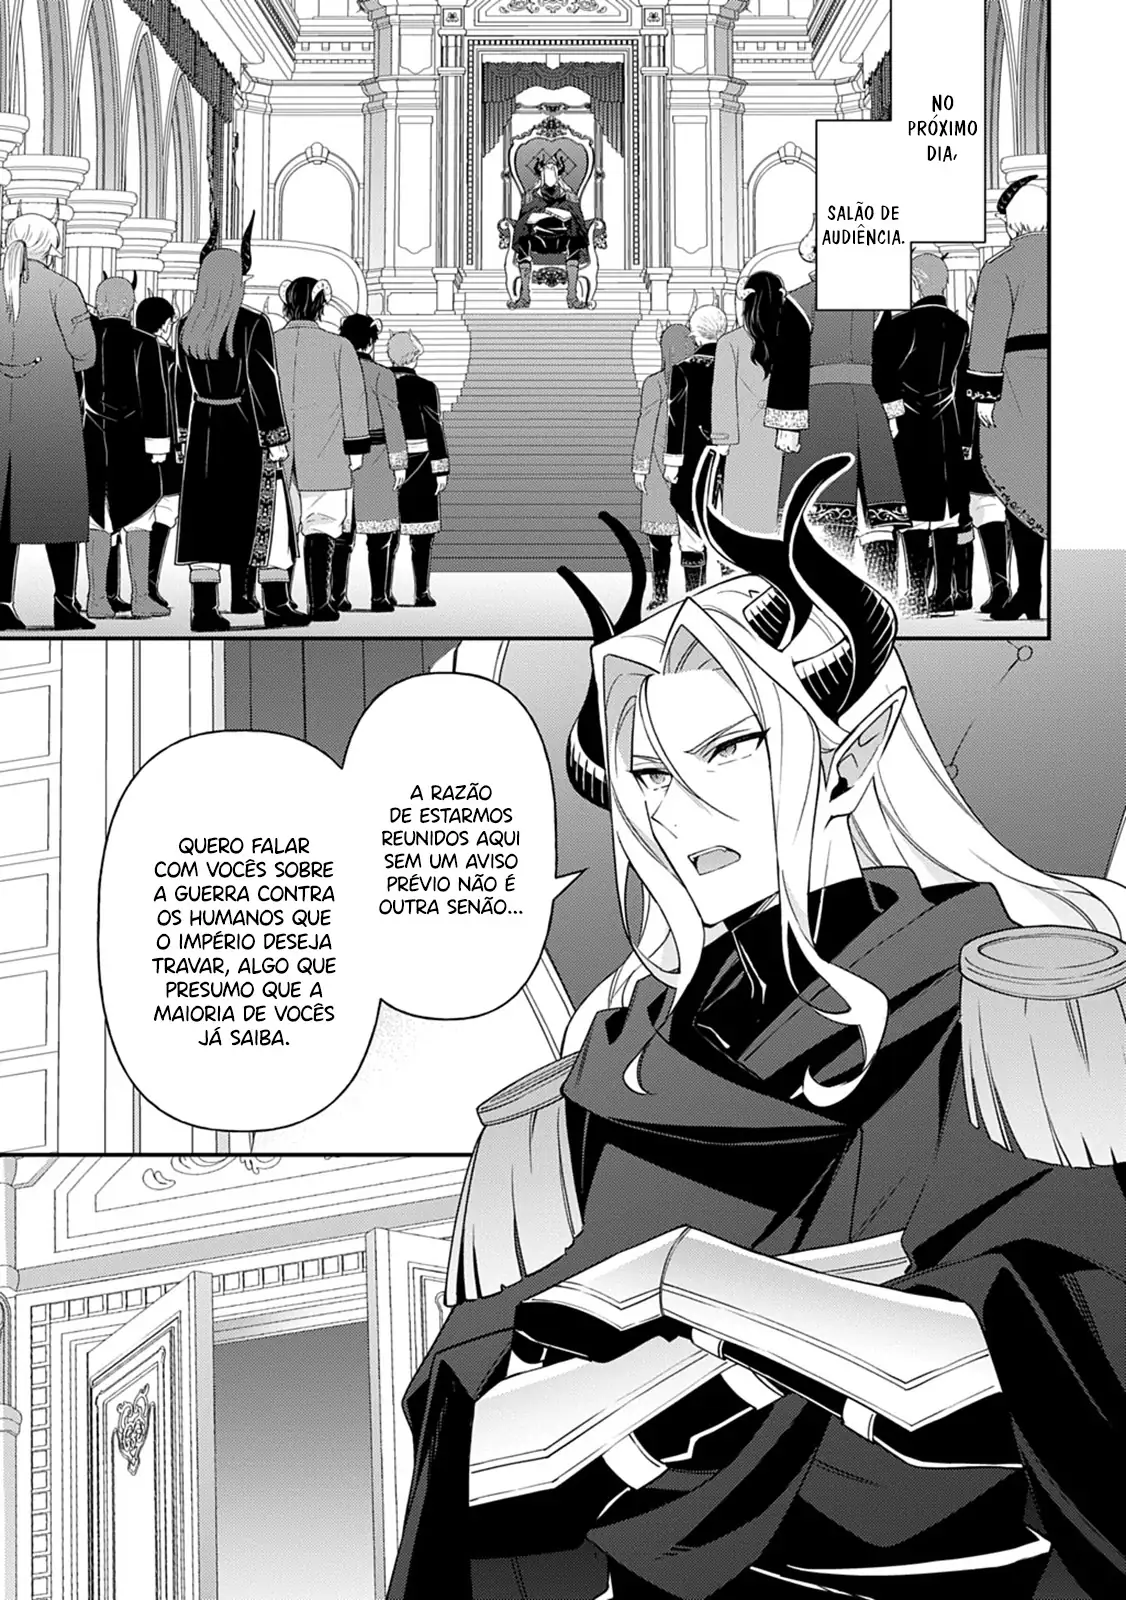 NO
PRÓXIMO
DIA,
SALÃO DE
AUDIÊNCIA.
A RAZÃO
DE ESTARMOS
REUNIDOS AQUI
SEM UM AVISO
PRÉVIO NÃO É
OUTRA SENÃO...
QUERO FALAR
COM VOCÊS SOBRE
A GUERRA CONTRA
OS HUMANOS QUE
O IMPÉRIO DESEJA
TRAVAR, ALGO QUE
PRESUMO QUE A
MAIORIA DE VOCÊS
JÁ SAIBA.